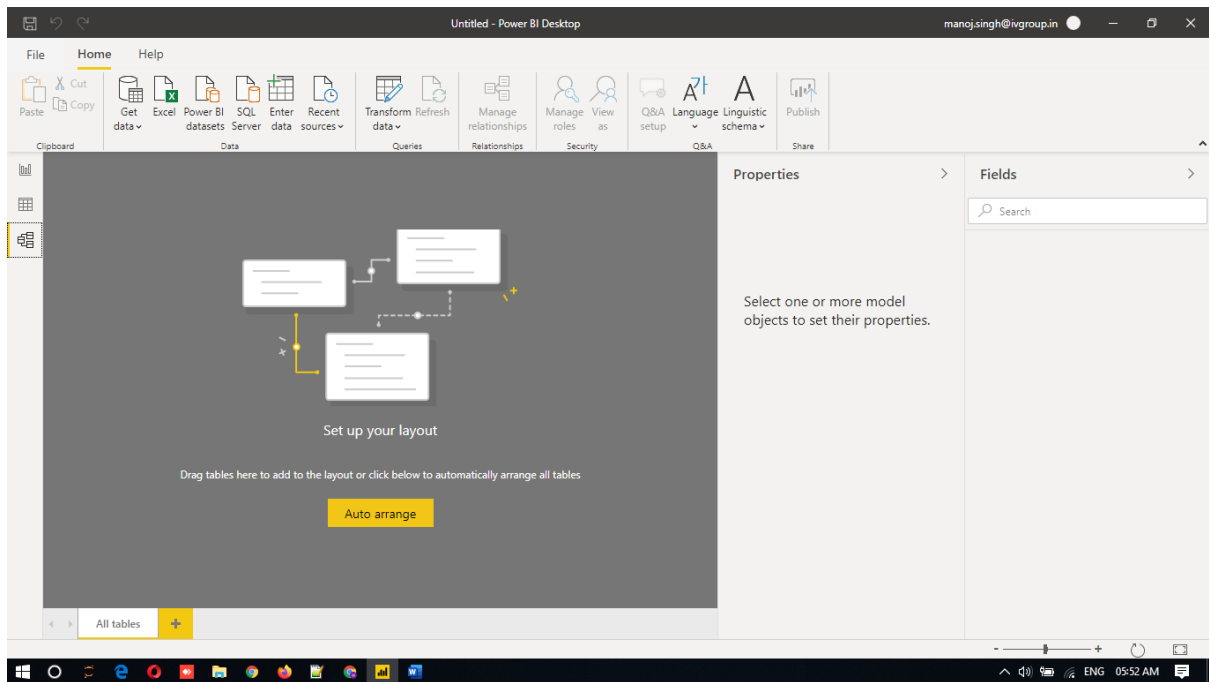 Untitled - Power BI Desktop
manoj.singh@ivgroup.in
File Home Help
Paste
Cut
Copy
Get data
Excel
Power BI datasets
SQL Server
Enter data
Recent sources
Transform data
Refresh
Manage relationships
Manage roles
View as
Q&A setup
Language
Linguistic schema
Publish
Clipboard
Data
Queries
Relationships
Security
Q&A
Share
Properties
Fields
Search
Select one or more model
objects to set their properties.
Set up your layout
Drag tables here to add to the layout or click below to automatically arrange all tables
Auto arrange
All tables
ENG 05:52 AM